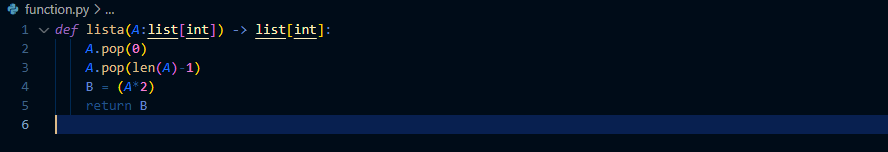 function.py > ...
1 def lista(A:list[int]) -> list[int]:
2 A.pop(0)
3 A.pop(len(A)-1)
4 B = (A*2)
5 return B
6